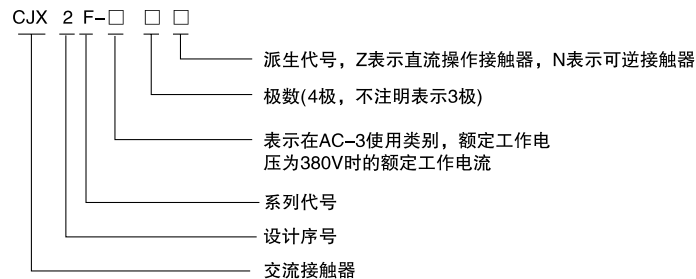 CJX 2 F-□ □ □
派生代号，Z表示直流操作接触器，N表示可逆接触器
极数(4极，不注明表示3极)
表示在AC-3使用类别，额定工作电
压为380V时的额定工作电流
系列代号
设计序号
交流接触器